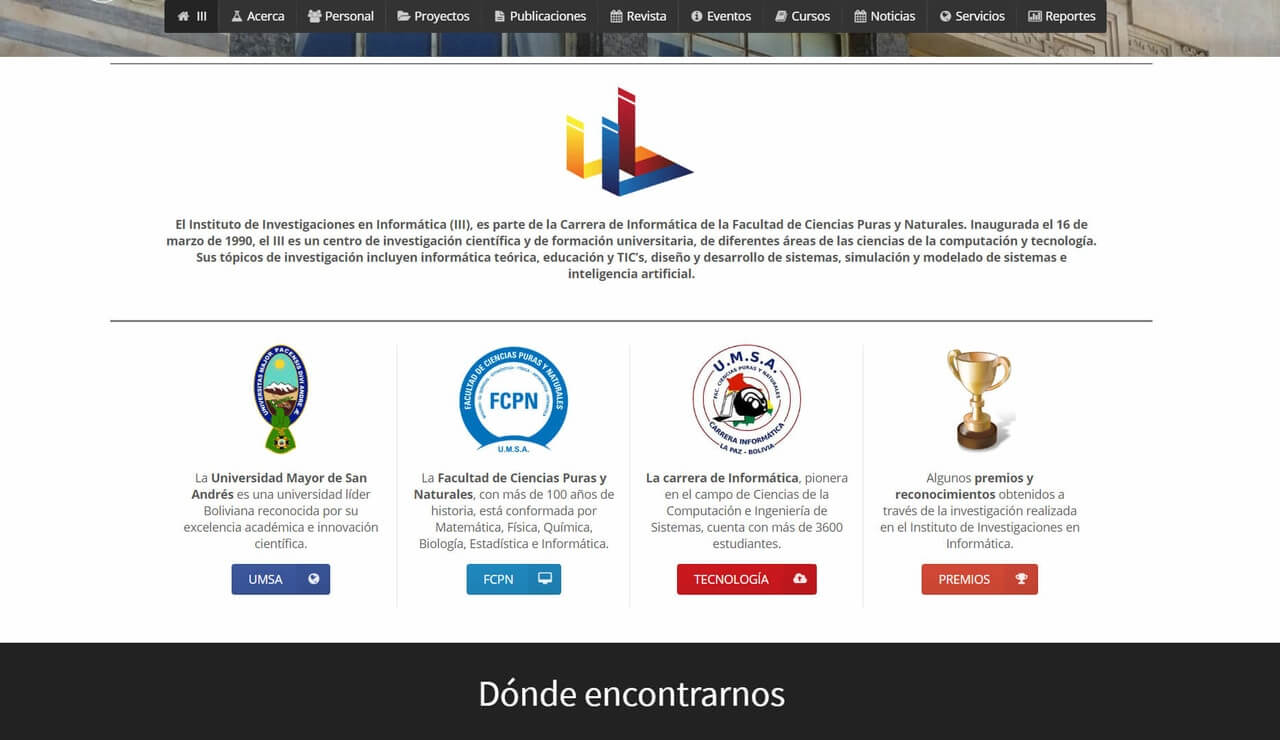 III Acerca Personal Proyectos Publicaciones Revista Eventos Cursos Noticias Servicios Reportes
El Instituto de Investigaciones en Informática (III), es parte de la Carrera de Informática de la Facultad de Ciencias Puras y Naturales. Inaugurada el 16 de
marzo de 1990, el III es un centro de investigación científica y de formación universitaria, de diferentes áreas de las ciencias de la computación y tecnología.
Sus tópicos de investigación incluyen informática teórica, educación y TIC's, diseño y desarrollo de sistemas, simulación y modelado de sistemas e
inteligencia artificial.
UNIVERSITAS MAJOR PACENSIS DIVI ANDRE Æ
La Universidad Mayor de San
Andrés es una universidad líder
Boliviana reconocida por su
excelencia académica e innovación
científica.
UMSA
FACULTAD DE CIENCIAS PURAS Y NATURALES
FCPN
U.M.S.A.
La Facultad de Ciencias Puras y
Naturales, con más de 100 años de
historia, está conformada por
Matemática, Física, Química,
Biología, Estadística e Informática.
FCPN
U.M.S.A.
FAC. CIENCIAS PURAS Y NATURALES
CARRERA INFORMÁTICA
LA PAZ - BOLIVIA
La carrera de Informática, pionera
en el campo de Ciencias de la
Computación e Ingeniería de
Sistemas, cuenta con más de 3600
estudiantes.
TECNOLOGÍA
Algunos premios y
reconocimientos obtenidos a
través de la investigación realizada
en el Instituto de Investigaciones en
Informática.
PREMIOS
Dónde encontrarnos